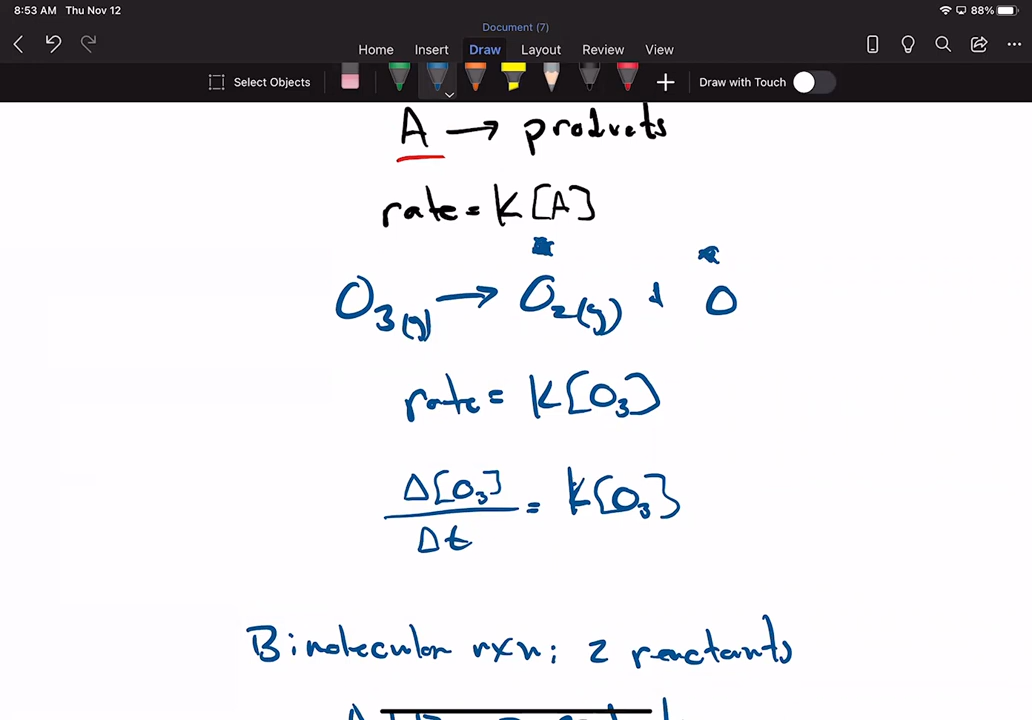 8:53 AM Thu Nov 12 88%
Document (7)
Home Insert Draw Layout Review View
Select Objects Draw with Touch
A → products
rate = K[A]
O₃(g) → O₂(g) + O
rate = K[O₃]
Δ[O₃]/Δt = K[O₃]
Bimolecular rxn; 2 reactants